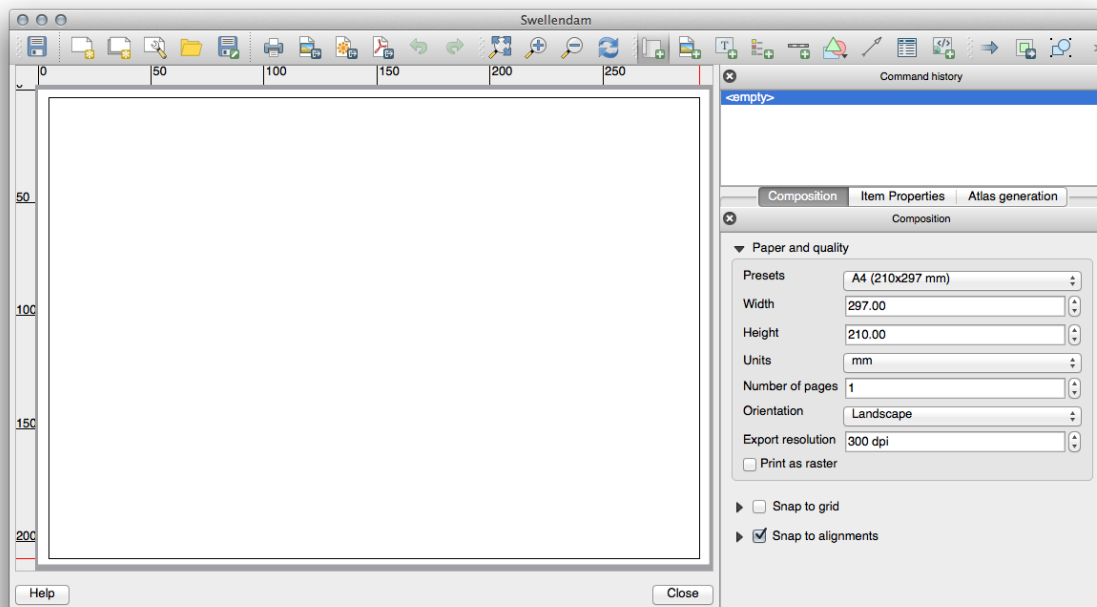 Swellendam
0 50 100 150 200 250
Command history
<empty>
0
50
100
150
200
Composition Item Properties Atlas generation
Composition
Paper and quality
Presets A4 (210x297 mm)
Width 297.00
Height 210.00
Units mm
Number of pages 1
Orientation Landscape
Export resolution 300 dpi
Print as raster
Snap to grid
Snap to alignments
Help Close